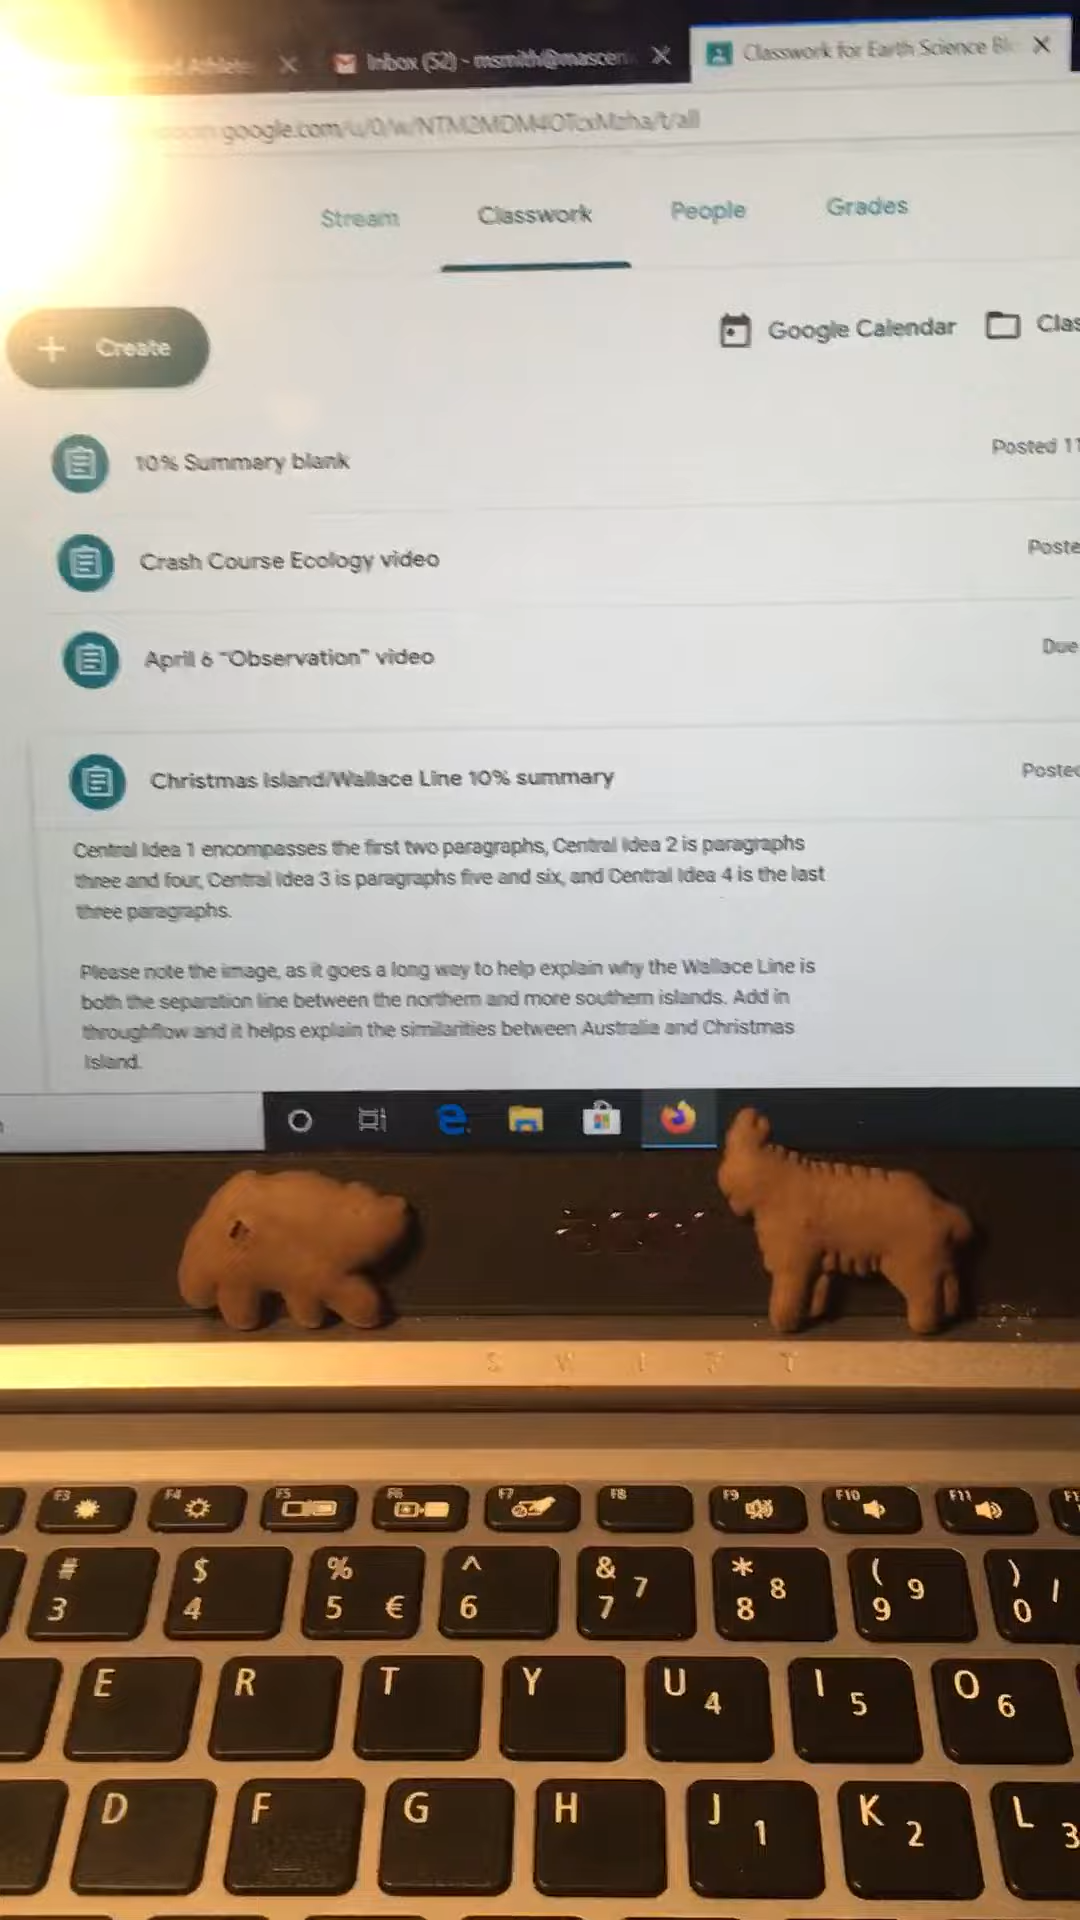 Inbox (52) - msmith@mascen
Classwork for Earth Science Bl
google.com/u/0/w/
t/all
Stream Classwork People Grades
+ Create
Google Calendar Clas
10% Summary blank Posted 11
Crash Course Ecology video Poste
April 6 "Observation" video Due
Christmas Island/Wallace Line 10% summary Posted
Central Idea 1 encompasses the first two paragraphs, Central Idea 2 is paragraphs
three and four, Central Idea 3 is paragraphs five and six, and Central Idea 4 is the last
three paragraphs.
Please note the image, as it goes a long way to help explain why the Wallace Line is
both the separation line between the northern and more southern islands. Add in
throughflow and it helps explain the similarities between Australia and Christmas
Island.
acer
SWIFT
F3 F4 F5 F6 F7 F8 F9 F10 F11 F1
# $ % ^ & 7 * 8 ( 9 ) /
3 4 5 € 6 7 8 9 0
E R T Y U 4 I 5 O 6
D F G H J 1 K 2 L 3